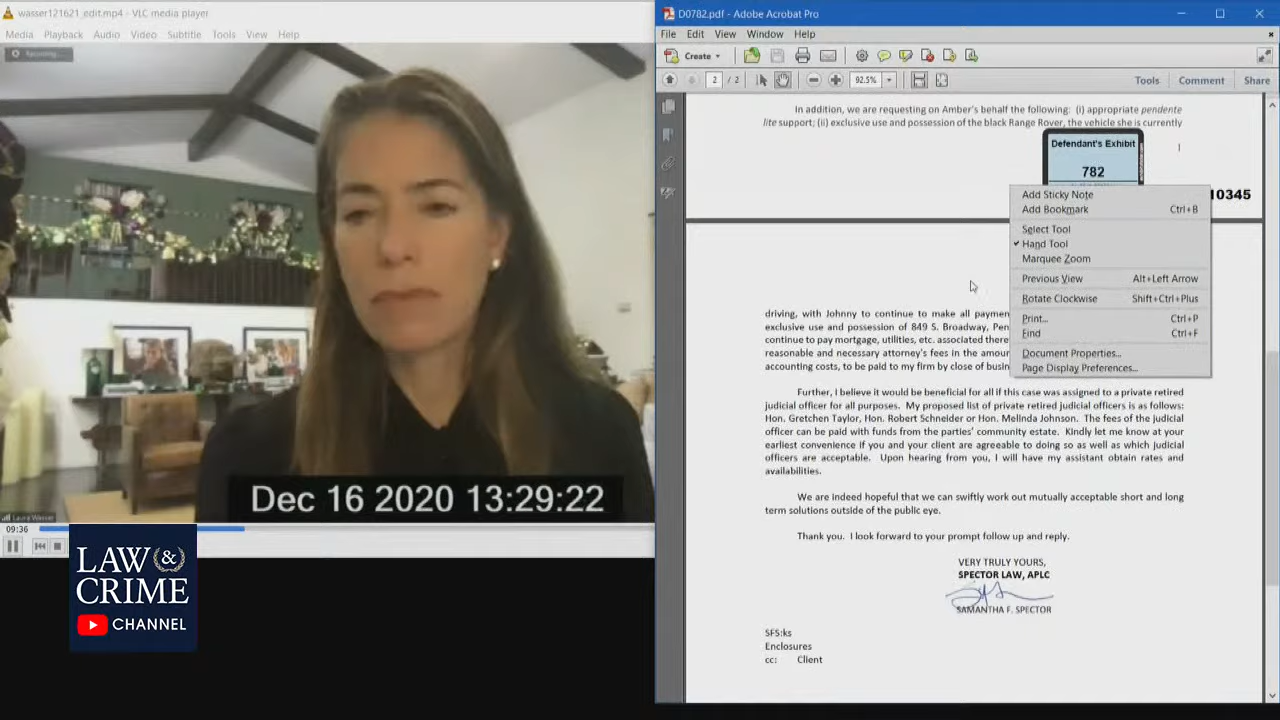 wasser121621_edit.mp4 - VLC media player
Media Playback Audio Video Subtitle Tools View Help
Recording...
Laura Wasser
Dec 16 2020 13:29:22
09:36
LAW &
CRIME
CHANNEL
D0782.pdf - Adobe Acrobat Pro
File Edit View Window Help
Create
2 / 2 92.5% Tools Comment Share
In addition, we are requesting on Amber's behalf the following: (i) appropriate pendente
lite support; (ii) exclusive use and possession of the black Range Rover, the vehicle she is currently
Defendant's Exhibit
782
10345
Add Sticky Note
Add Bookmark Ctrl+B
Select Tool
Hand Tool
Marquee Zoom
Previous View Alt+Left Arrow
Rotate Clockwise Shift+Ctrl+Plus
Print... Ctrl+P
Find Ctrl+F
Document Properties...
Page Display Preferences...
driving, with Johnny to continue to make all paymen
exclusive use and possession of 849 S. Broadway, Pen
continue to pay mortgage, utilities, etc. associated there
reasonable and necessary attorney's fees in the amoun
accounting costs, to be paid to my firm by close of busin
Further, I believe it would be beneficial for all if this case was assigned to a private retired
judicial officer for all purposes. My proposed list of private retired judicial officers is as follows:
Hon. Gretchen Taylor, Hon. Robert Schneider or Hon. Melinda Johnson. The fees of the judicial
officer can be paid with funds from the parties' community estate. Kindly let me know at your
earliest convenience if you and your client are agreeable to doing so as well as which judicial
officers are acceptable. Upon hearing from you, I will have my assistant obtain rates and
availabilities.
We are indeed hopeful that we can swiftly work out mutually acceptable short and long
term solutions outside of the public eye.
Thank you. I look forward to your prompt follow up and reply.
VERY TRULY YOURS,
SPECTOR LAW, APLC
SAMANTHA F. SPECTOR
SFS:ks
Enclosures
cc: Client